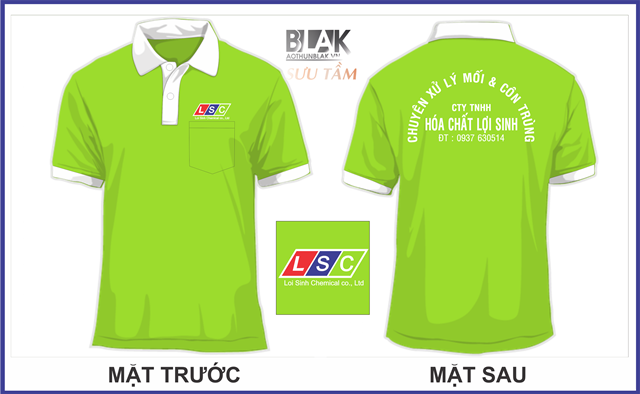 BLAK
AOTHUNBLAK.VN
SƯU TẦM
LSC
Loi Sinh Chemical co., Ltd
CHUYÊN XỬ LÝ MỐI & CÔN TRÙNG
CTY TNHH
HÓA CHẤT LỢI SINH
ĐT : 0937 630514
LSC
Loi Sinh Chemical co., Ltd
MẶT TRƯỚC
MẶT SAU